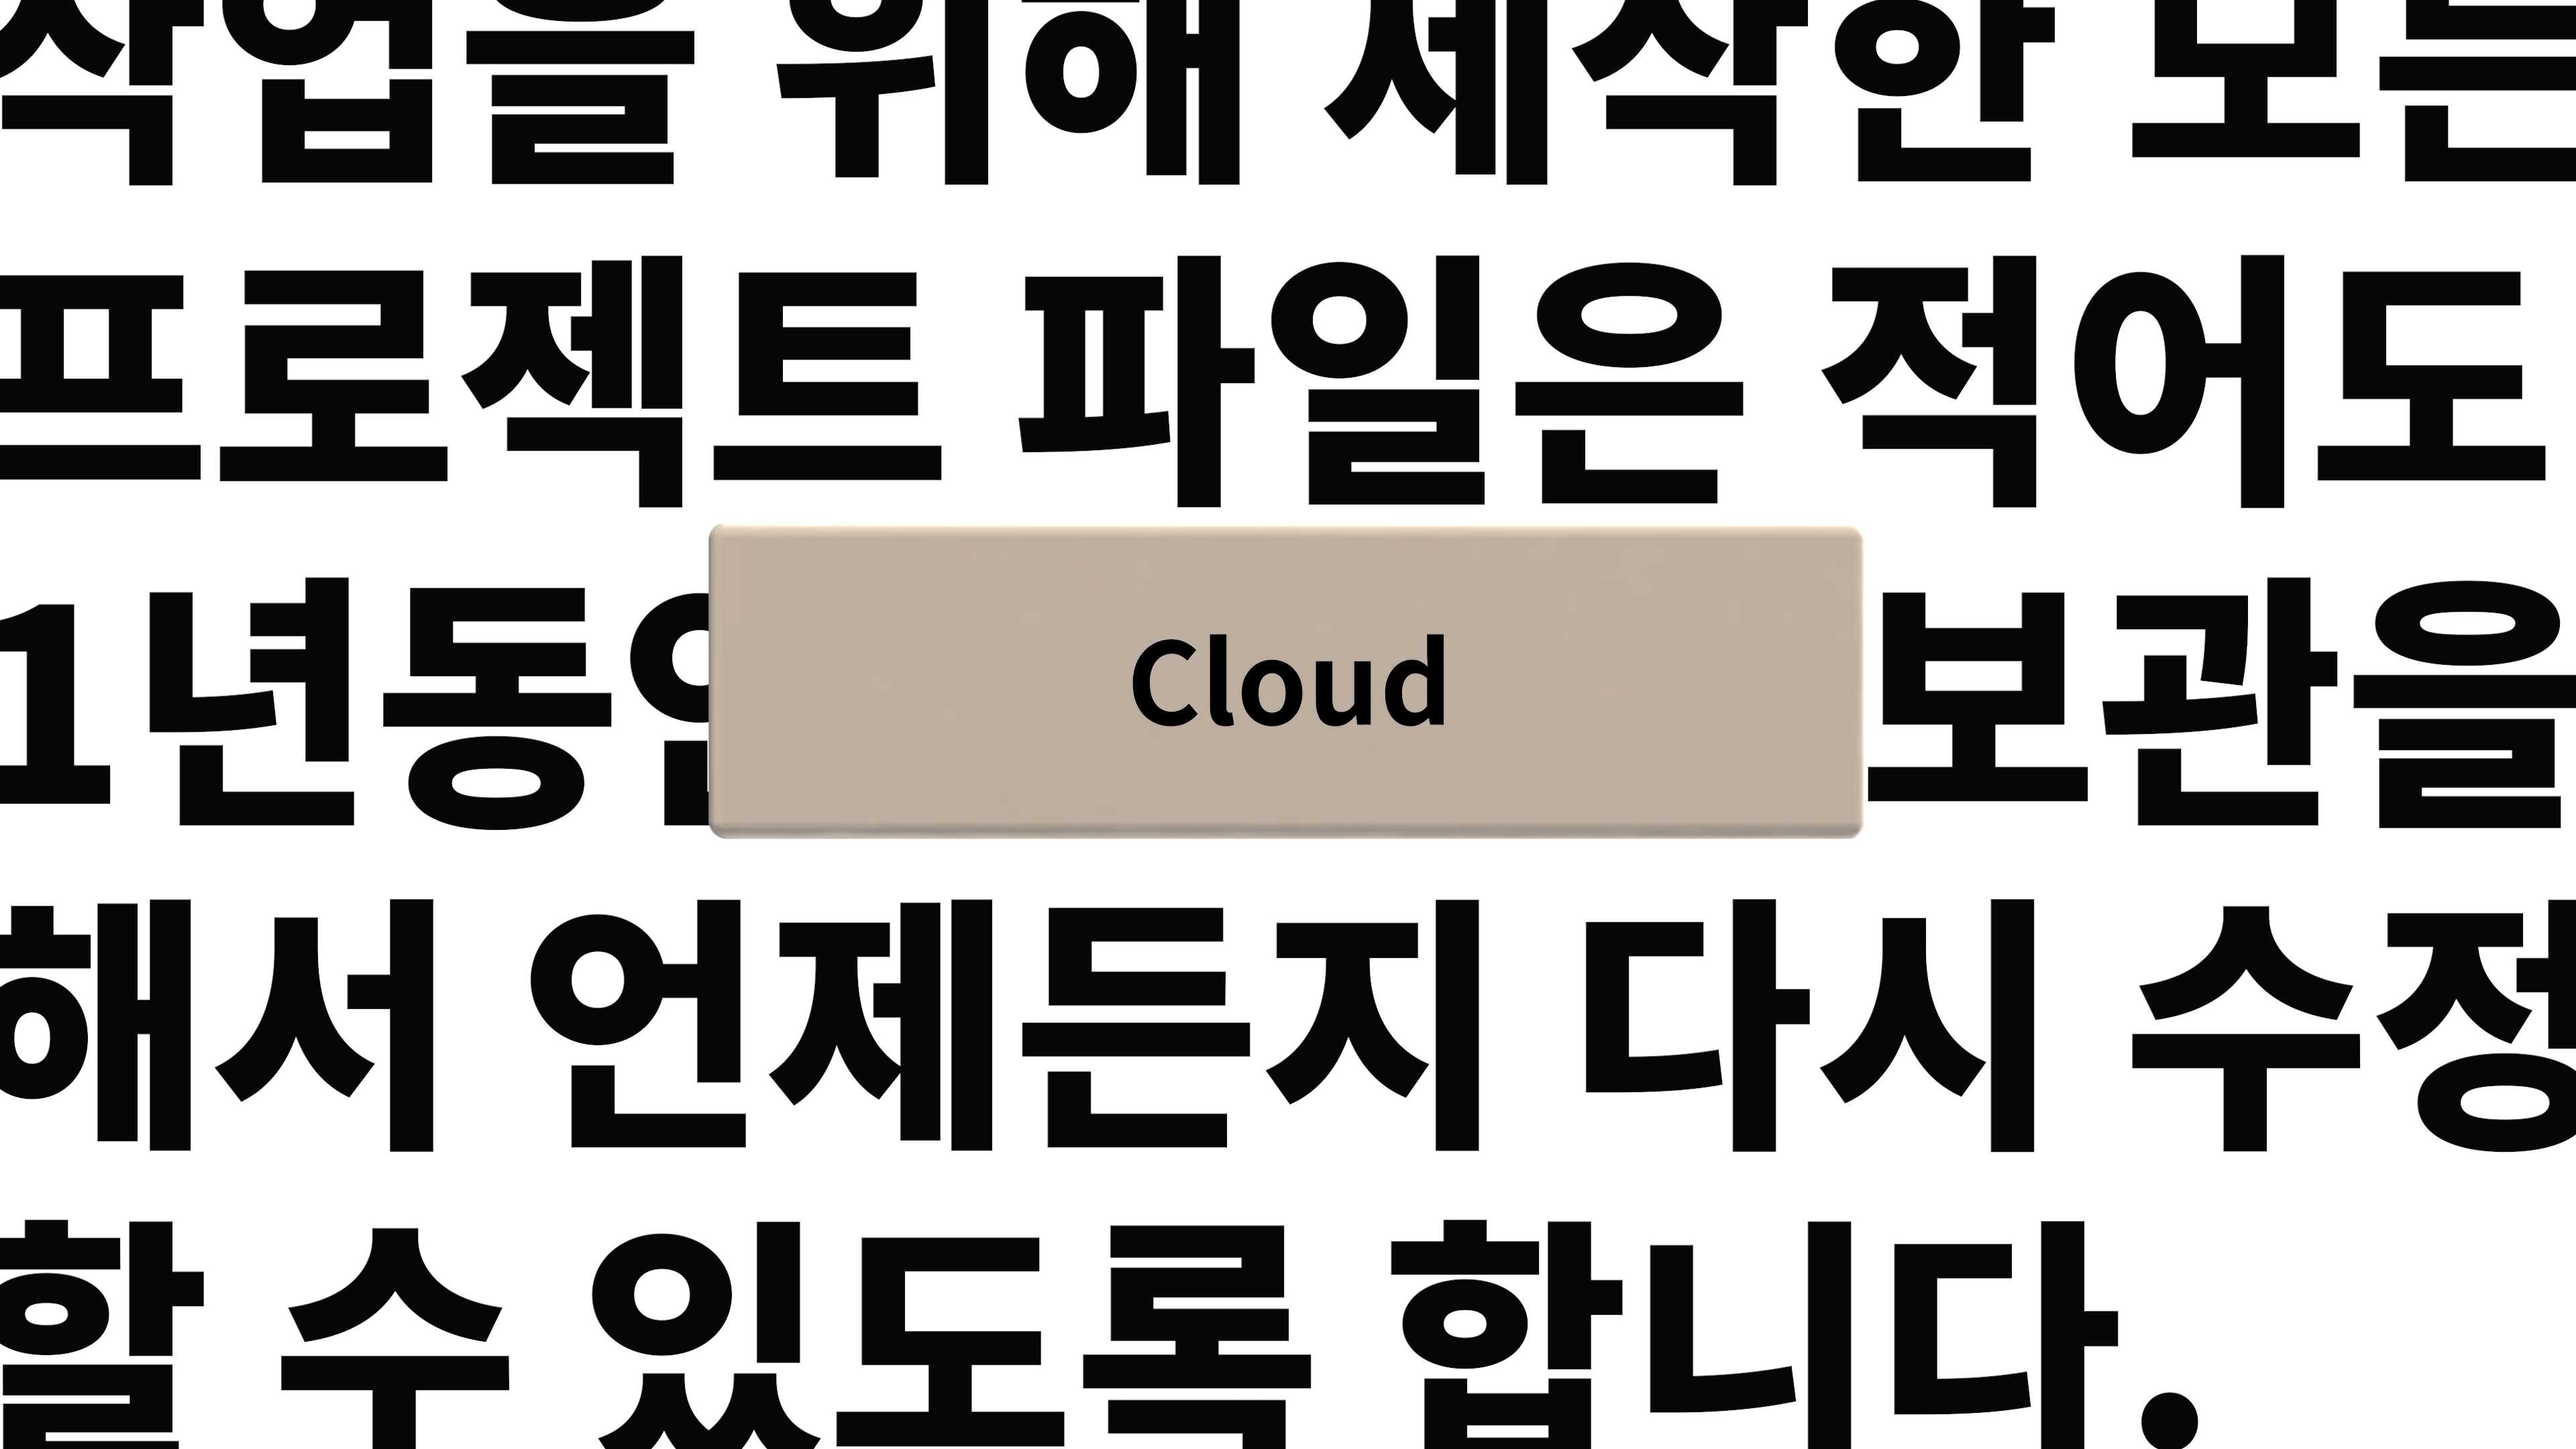 작업을 위해 제작한 모든
프로젝트 파일은 적어도
1년동안 Cloud 보관을
해서 언제든지 다시 수정
할 수 있도록 합니다.